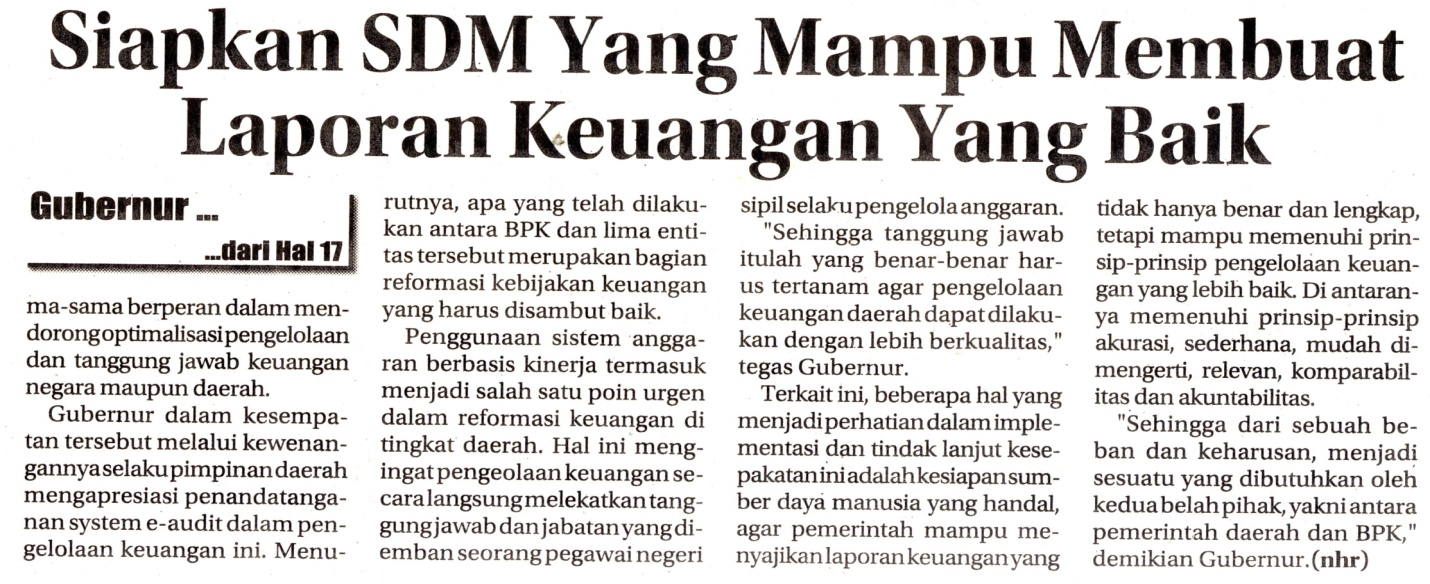 Siapkan SDM Yang Mampu Membuat
Laporan Keuangan Yang Baik
Gubernur ...
...dari Hal 17
ma-sama berperan dalam men-
dorong optimalisasi pengelolaan
dan tanggung jawab keuangan
negara maupun daerah.
Gubernur dalam kesempa-
tan tersebut melalui kewenan-
gannya selaku pimpinan daerah
mengapresiasi penandatanga-
nan system e-audit dalam pen-
gelolaan keuangan ini. Menu-
rutnya, apa yang telah dilaku-
kan antara BPK dan lima enti-
tas tersebut merupakan bagian
reformasi kebijakan keuangan
yang harus disambut baik.
Penggunaan sistem angga-
ran berbasis kinerja termasuk
menjadi salah satu poin urgen
dalam reformasi keuangan di
tingkat daerah. Hal ini meng-
ingat pengeolaan keuangan se-
cara langsung melekatkan tang-
gung jawab dan jabatan yang di-
emban seorang pegawai negeri
sipil selaku pengelola anggaran.
"Sehingga tanggung jawab
itulah yang benar-benar har-
us tertanam agar pengelolaan
keuangan daerah dapat dilaku-
kan dengan lebih berkualitas,"
tegas Gubernur.
Terkait ini, beberapa hal yang
menjadi perhatian dalam imple-
mentasi dan tindak lanjut kese-
pakatan ini adalah kesiapan sum-
ber daya manusia yang handal,
agar pemerintah mampu me-
nyajikan laporan keuangan yang
tidak hanya benar dan lengkap,
tetapi mampu memenuhi prin-
sip-prinsip pengelolaan keuan-
gan yang lebih baik. Di antaran-
ya memenuhi prinsip-prinsip
akurasi, sederhana, mudah di-
mengerti, relevan, komparabil-
itas dan akuntabilitas.
"Sehingga dari sebuah be-
ban dan keharusan, menjadi
sesuatu yang dibutuhkan oleh
kedua belah pihak, yakni antara
pemerintah daerah dan BPK,"
demikian Gubernur.(nhr)